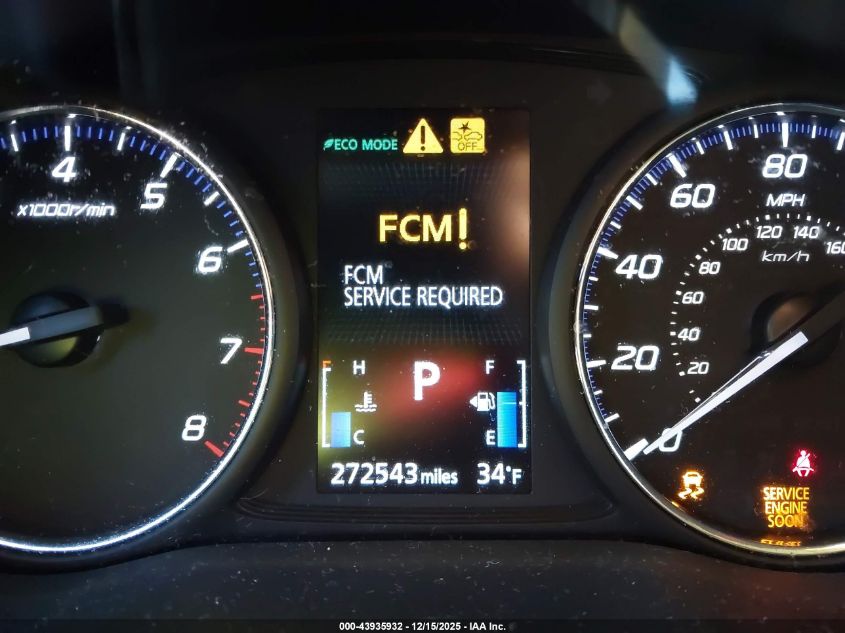 4
5
x1000r/min
6
7
8
ECO MODE
OFF
FCM!
FCM
SERVICE REQUIRED
H
P
F
C
E
272543 miles 34°F
80
60
MPH
120 140
100
160
km/h
40
80
60
40
20
20
0
SERVICE
ENGINE
SOON
000-43935932 - 12/15/2025 - IAA Inc.